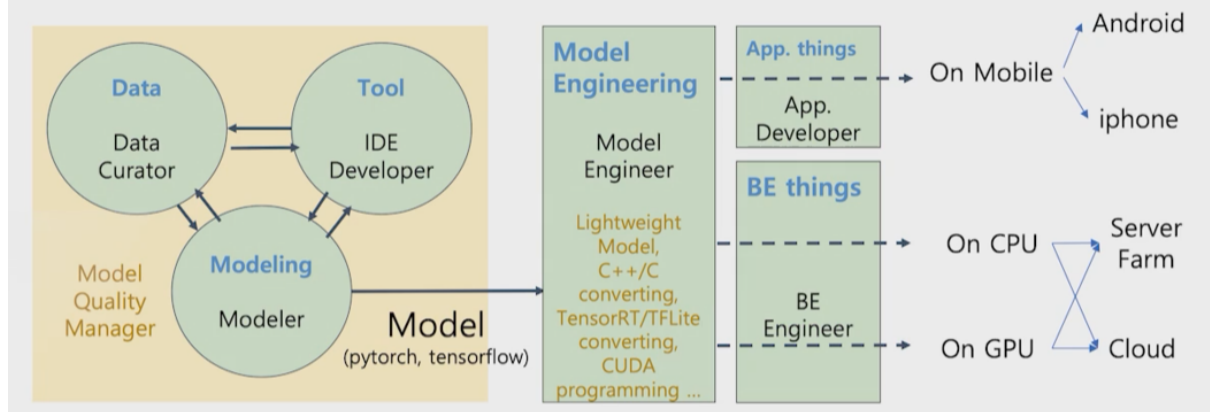 Data
Data
Curator
Tool
IDE
Developer
Modeling
Modeler
Model
Quality
Manager
Model
(pytorch, tensorflow)
Model
Engineering
Model
Engineer
Lightweight
Model,
C++/C
converting,
TensorRT/TFLite
converting,
CUDA
programming ...
App. things
App.
Developer
BE things
BE
Engineer
On Mobile
Android
iphone
On CPU
On GPU
Server
Farm
Cloud